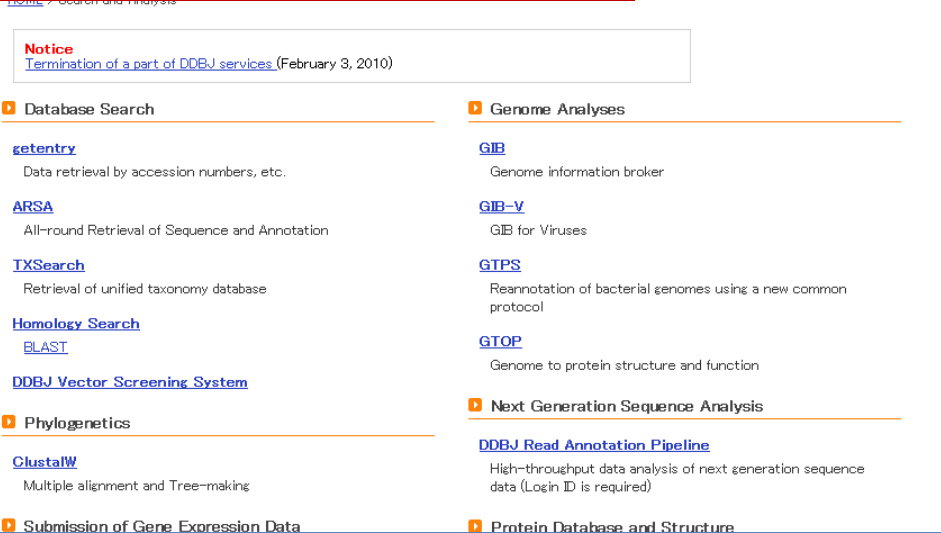 HOME > Search and Analysis
Notice
Termination of a part of DDBJ services (February 3, 2010)
Database Search
getentry
Data retrieval by accession numbers, etc.
ARSA
All-round Retrieval of Sequence and Annotation
TXSearch
Retrieval of unified taxonomy database
Homology Search
BLAST
DDBJ Vector Screening System
Phylogenetics
ClustalW
Multiple alignment and Tree-making
Submission of Gene Expression Data
Genome Analyses
GIB
Genome information broker
GIB-V
GIB for Viruses
GTPS
Reannotation of bacterial genomes using a new common
protocol
GTOP
Genome to protein structure and function
Next Generation Sequence Analysis
DDBJ Read Annotation Pipeline
High-throughput data analysis of next generation sequence
data (Login ID is required)
Protein Database and Structure